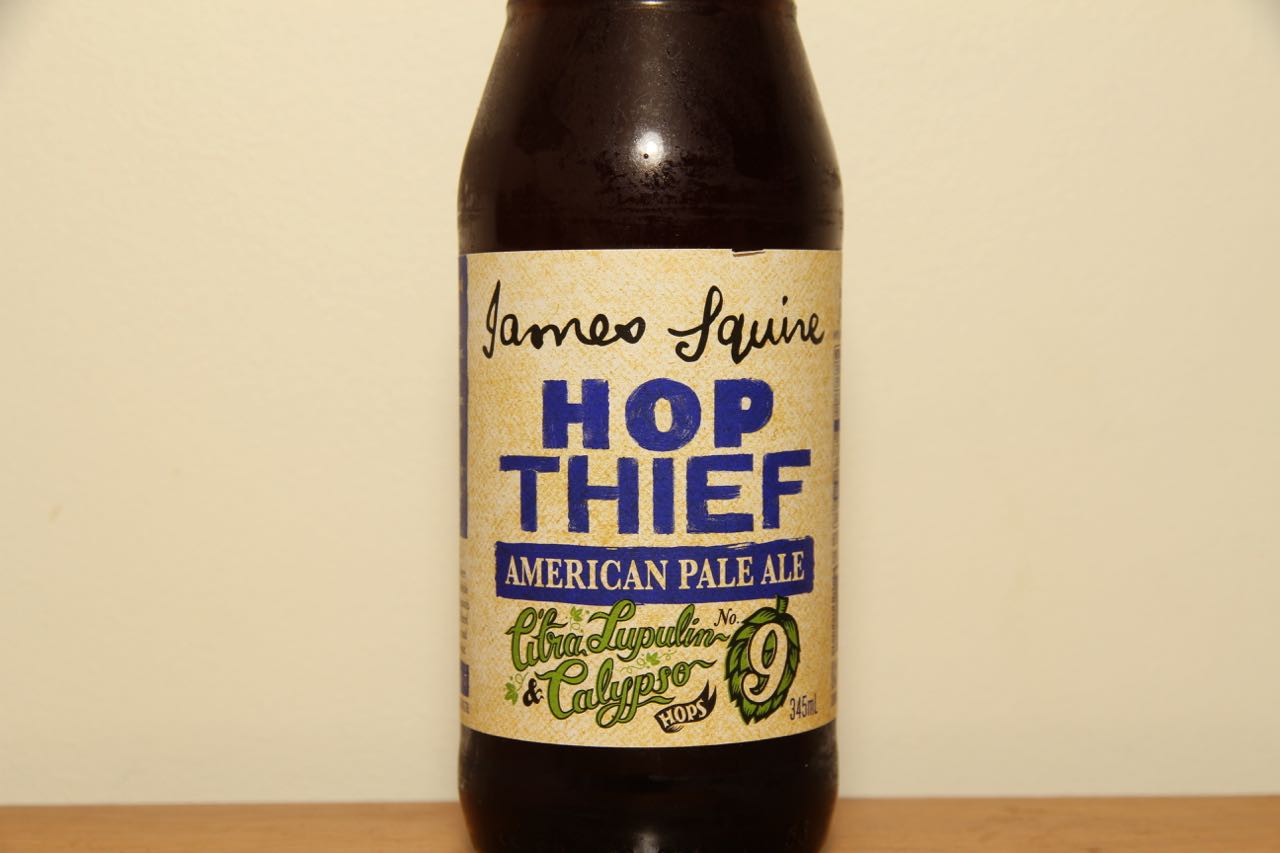 James Squire
HOP
THIEF
AMERICAN PALE ALE
Citra, Lupulin
No.
9
& Calypso
HOPS
345mL